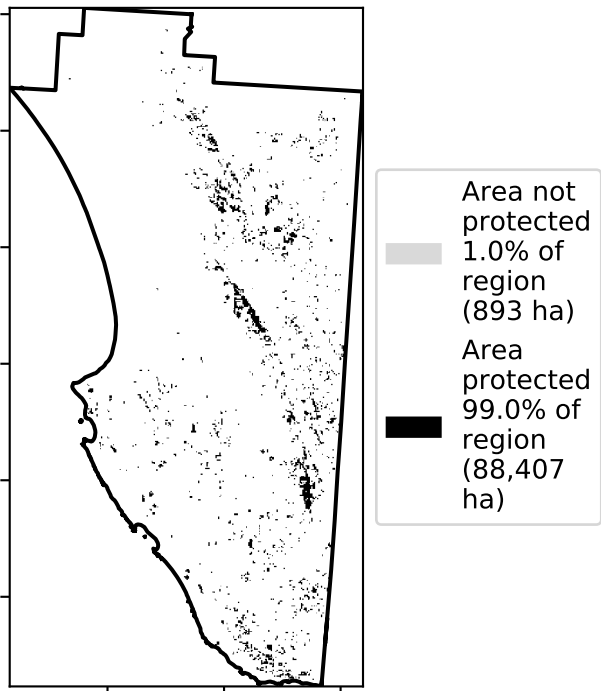 Area not
protected
1.0% of
region
(893 ha)
Area
protected
99.0% of
region
(88,407
ha)